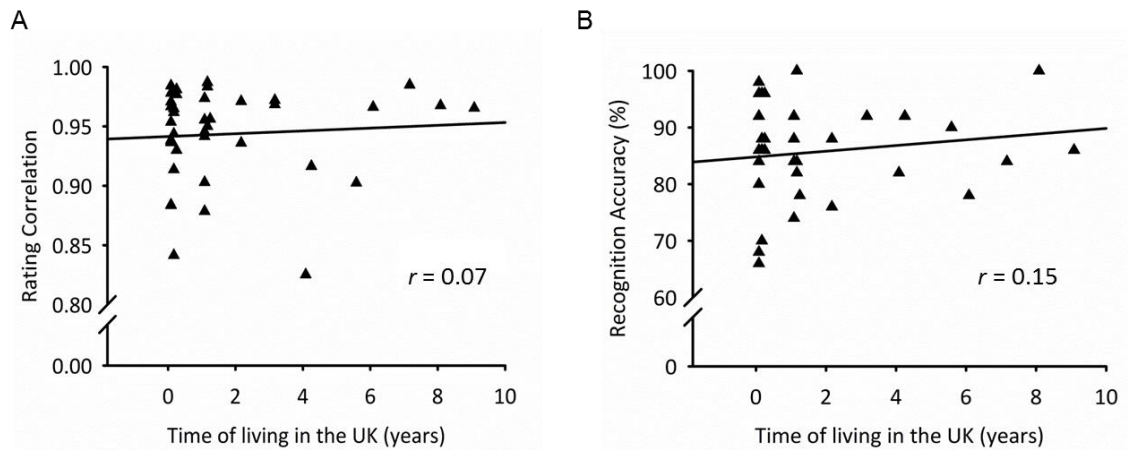 A
Rating Correlation
1.00
0.95
0.90
0.85
0.80
0.00
r = 0.07
0 2 4 6 8 10
Time of living in the UK (years)
B
Recognition Accuracy (%)
100
90
80
70
60
0
r = 0.15
0 2 4 6 8 10
Time of living in the UK (years)